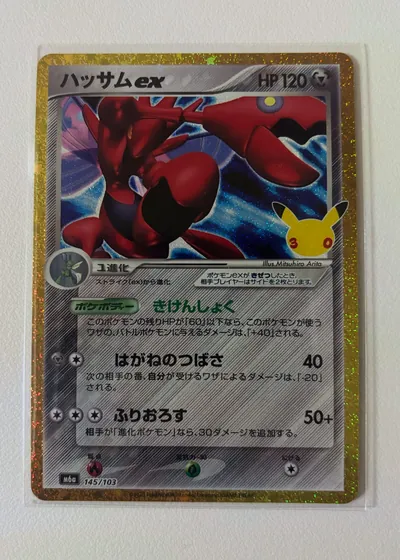 ハッサムex HP120
30
1進化
ストライク(ex)から進化
Illus.Mitsuhiro Arita
ポケモンexがきぜつしたとき、
相手プレイヤーはサイドを2枚とります。
ポケボディー きけんしょく
このポケモンの残りHPが「60」以下なら、このポケモンが使う
ワザの、バトルポケモンに与えるダメージは、「+40」される。
はがねのつばさ 40
次の相手の番、自分が受けるワザによるダメージは、「-20」
される。
ふりおろす 50+
相手が「進化ポケモン」なら、30ダメージを追加する。
弱点 にげる
145/103